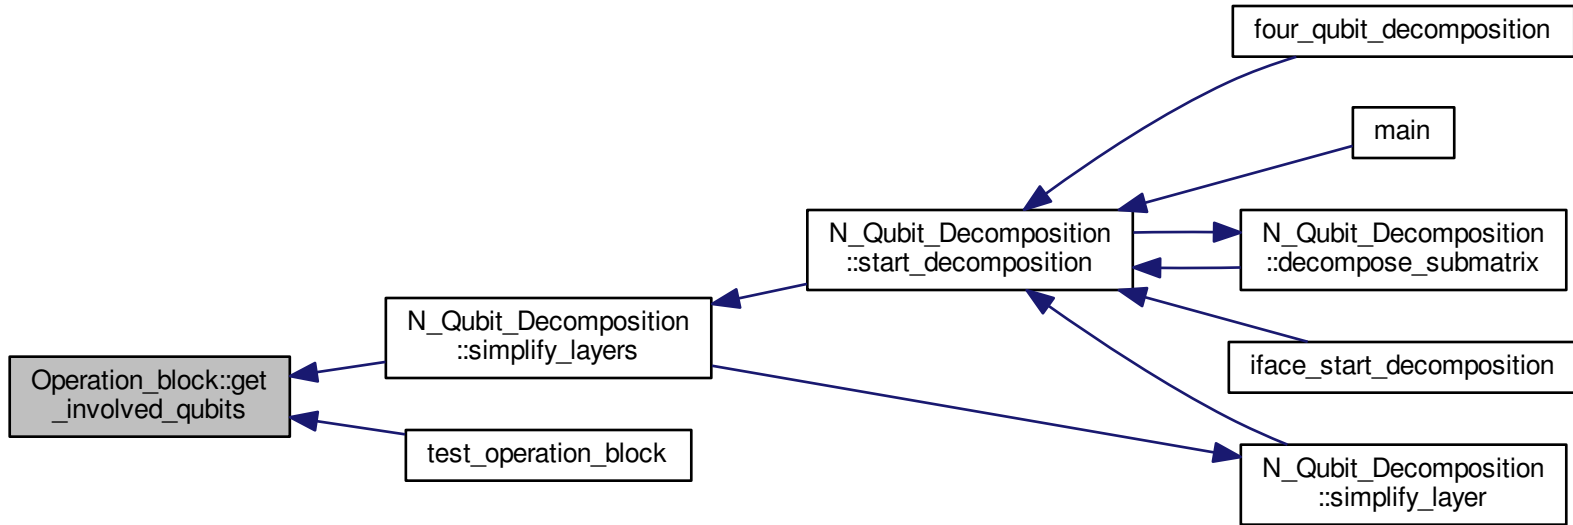 four_qubit_decomposition
main
N_Qubit_Decomposition
::start_decomposition
N_Qubit_Decomposition
::decompose_submatrix
N_Qubit_Decomposition
::simplify_layers
iface_start_decomposition
Operation_block::get
_involved_qubits
test_operation_block
N_Qubit_Decomposition
::simplify_layer